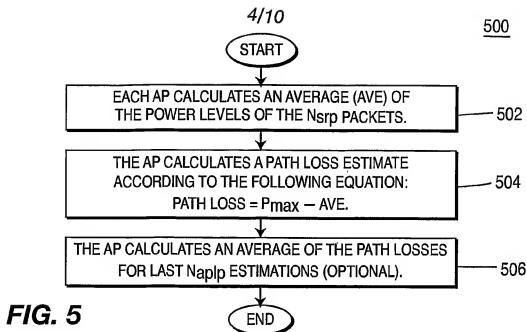 4/10
500
START
EACH AP CALCULATES AN AVERAGE (AVE) OF
THE POWER LEVELS OF THE Nsrp PACKETS.
502
THE AP CALCULATES A PATH LOSS ESTIMATE
ACCORDING TO THE FOLLOWING EQUATION:
PATH LOSS = Pmax – AVE.
504
THE AP CALCULATES AN AVERAGE OF THE PATH LOSSES
FOR LAST Naplp ESTIMATIONS (OPTIONAL).
506
FIG. 5
END